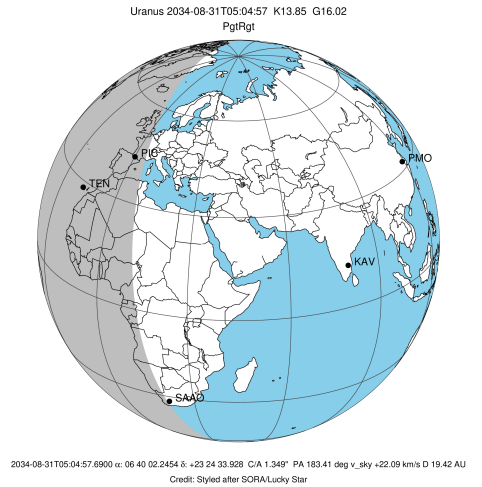 Uranus 2034-08-31T05:04:57  K13.85  G16.02
PgtRgt
PIC
TEN
PMO
KAV
SAAO
2034-08-31T05:04:57.6900 α: 06 40 02.2454 δ: +23 24 33.928  C/A 1.349"  PA 183.41 deg v_sky +22.09 km/s D 19.42 AU
Credit: Styled after SORA/Lucky Star